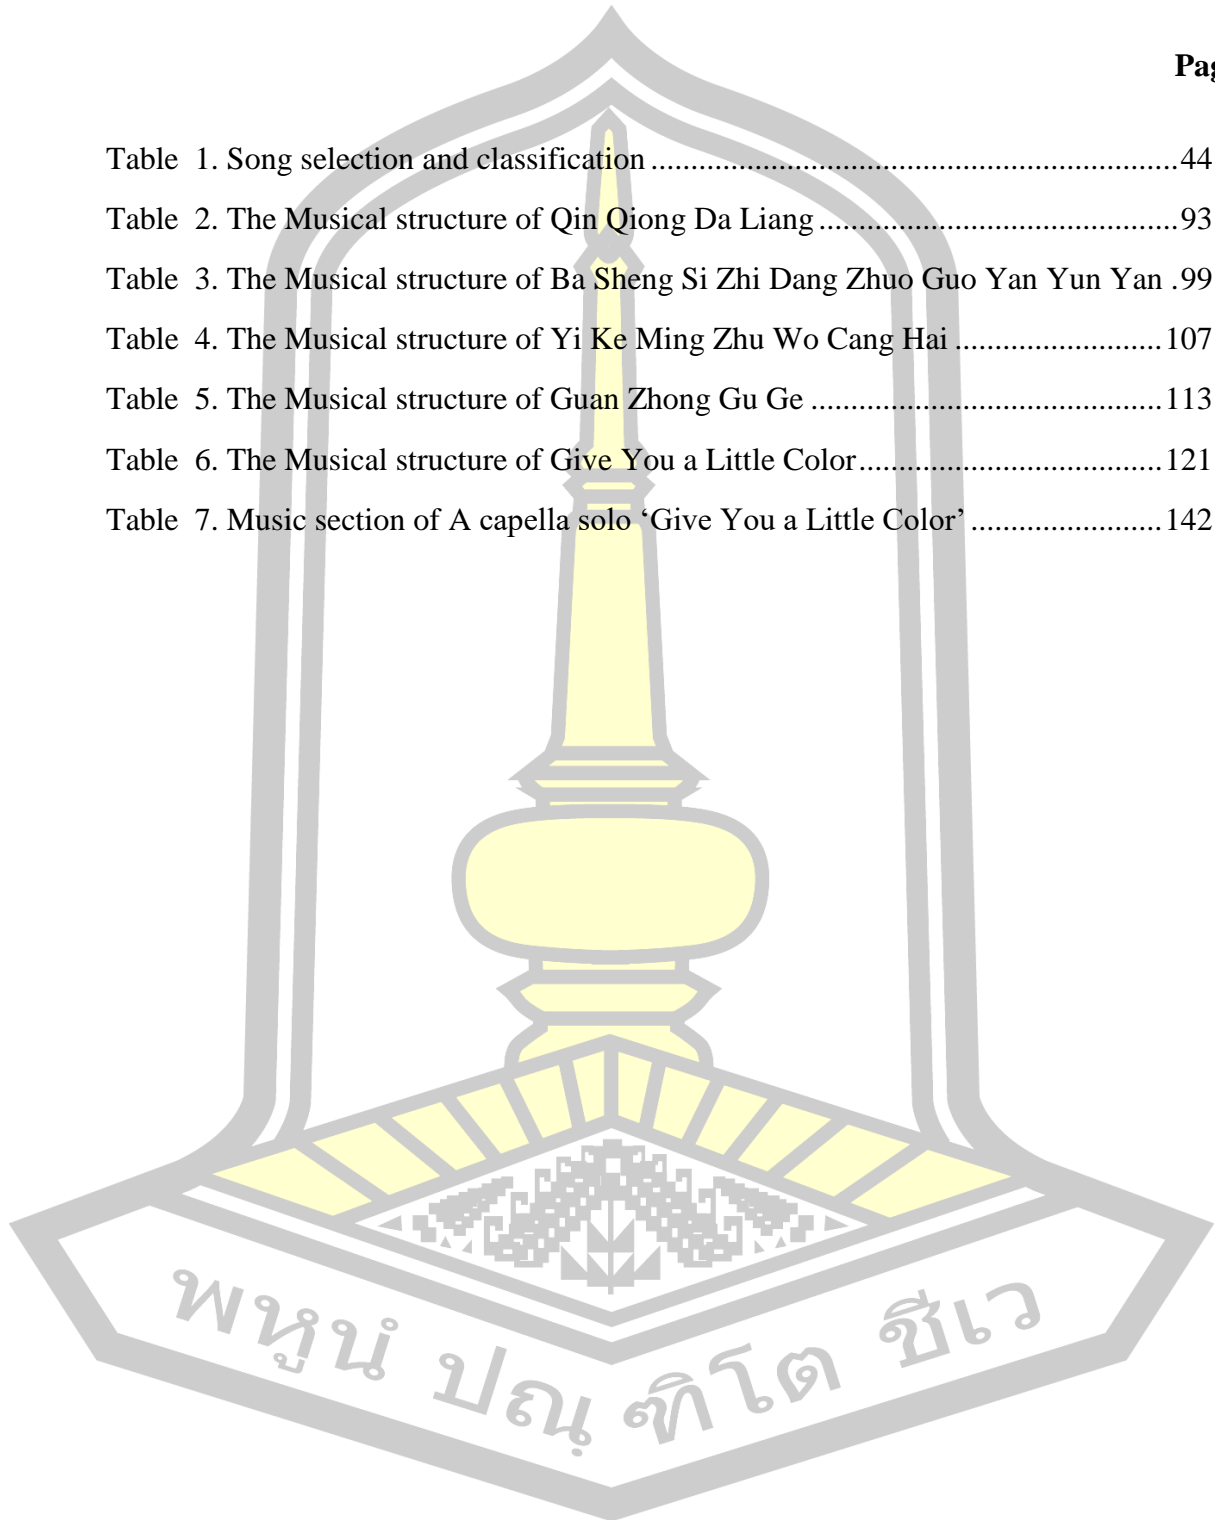 Pag
Table 1. Song selection and classification ..................................................................44
Table 2. The Musical structure of Qin Qiong Da Liang .............................................93
Table 3. The Musical structure of Ba Sheng Si Zhi Dang Zhuo Guo Yan Yun Yan .99
Table 4. The Musical structure of Yi Ke Ming Zhu Wo Cang Hai ..........................107
Table 5. The Musical structure of Guan Zhong Gu Ge ............................................113
Table 6. The Musical structure of Give You a Little Color......................................121
Table 7. Music section of A capella solo ‘Give You a Little Color’ ........................142
พหูนํ ปณฺฑิโต ชีเว